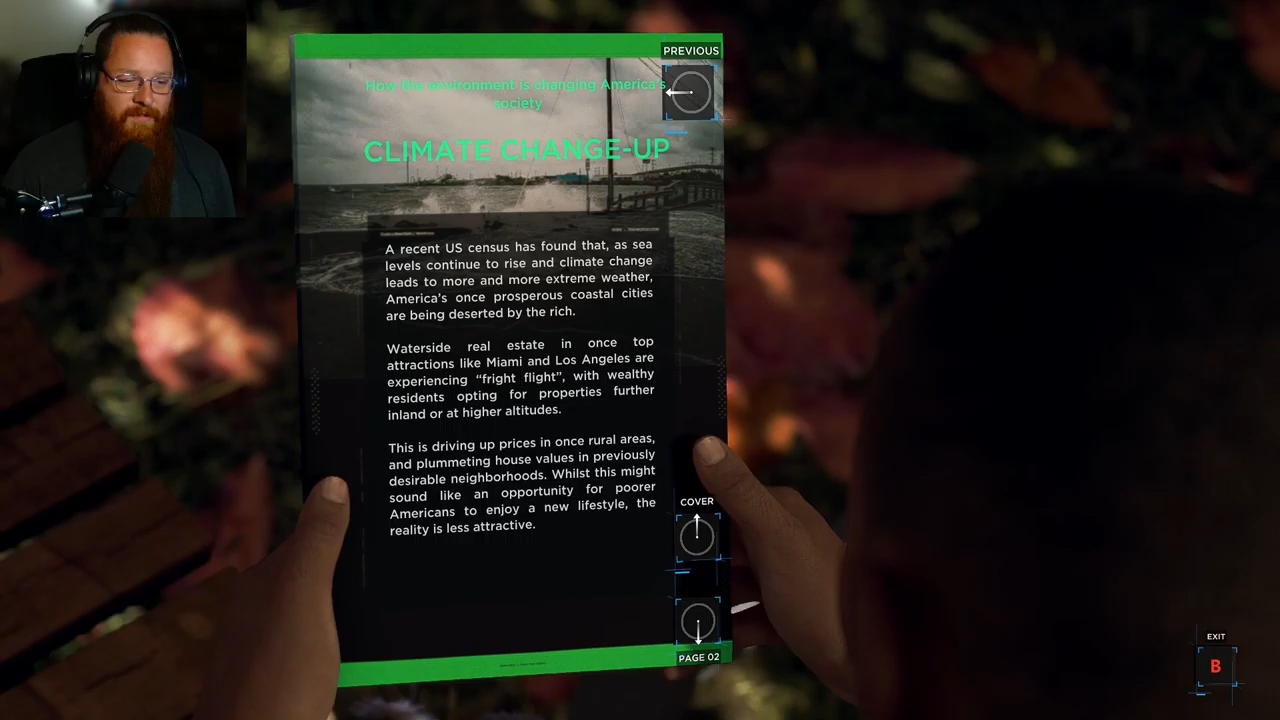 PREVIOUS
How the environment is changing America's
society
CLIMATE CHANGE-UP
A recent US census has found that, as sea
levels continue to rise and climate change
leads to more and more extreme weather,
America's once prosperous coastal cities
are being deserted by the rich.
Waterside real estate in once top
attractions like Miami and Los Angeles are
experiencing “fright flight”, with wealthy
residents opting for properties further
inland or at higher altitudes.
This is driving up prices in once rural areas,
and plummeting house values in previously
desirable neighborhoods. Whilst this might
sound like an opportunity for poorer
Americans to enjoy a new lifestyle, the
reality is less attractive.
COVER
PAGE 02
EXIT
B